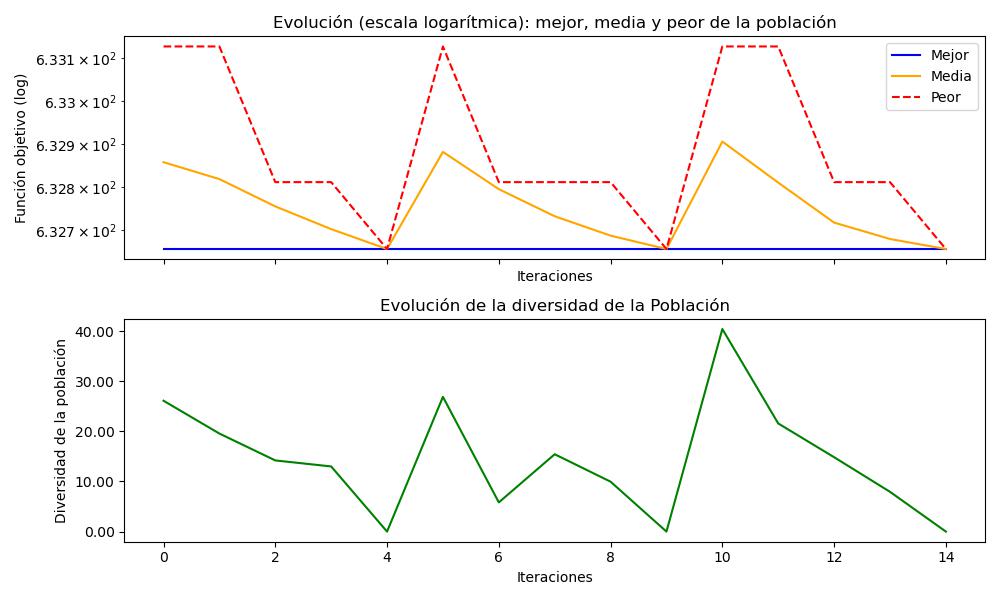 Evolución (escala logarítmica): mejor, media y peor de la población
Función objetivo (log)
6.331 × 10²
6.33 × 10²
6.329 × 10²
6.328 × 10²
6.327 × 10²
Mejor
Media
Peor
Iteraciones
Evolución de la diversidad de la Población
Diversidad de la población
40.00
30.00
20.00
10.00
0.00
0 2 4 6 8 10 12 14
Iteraciones